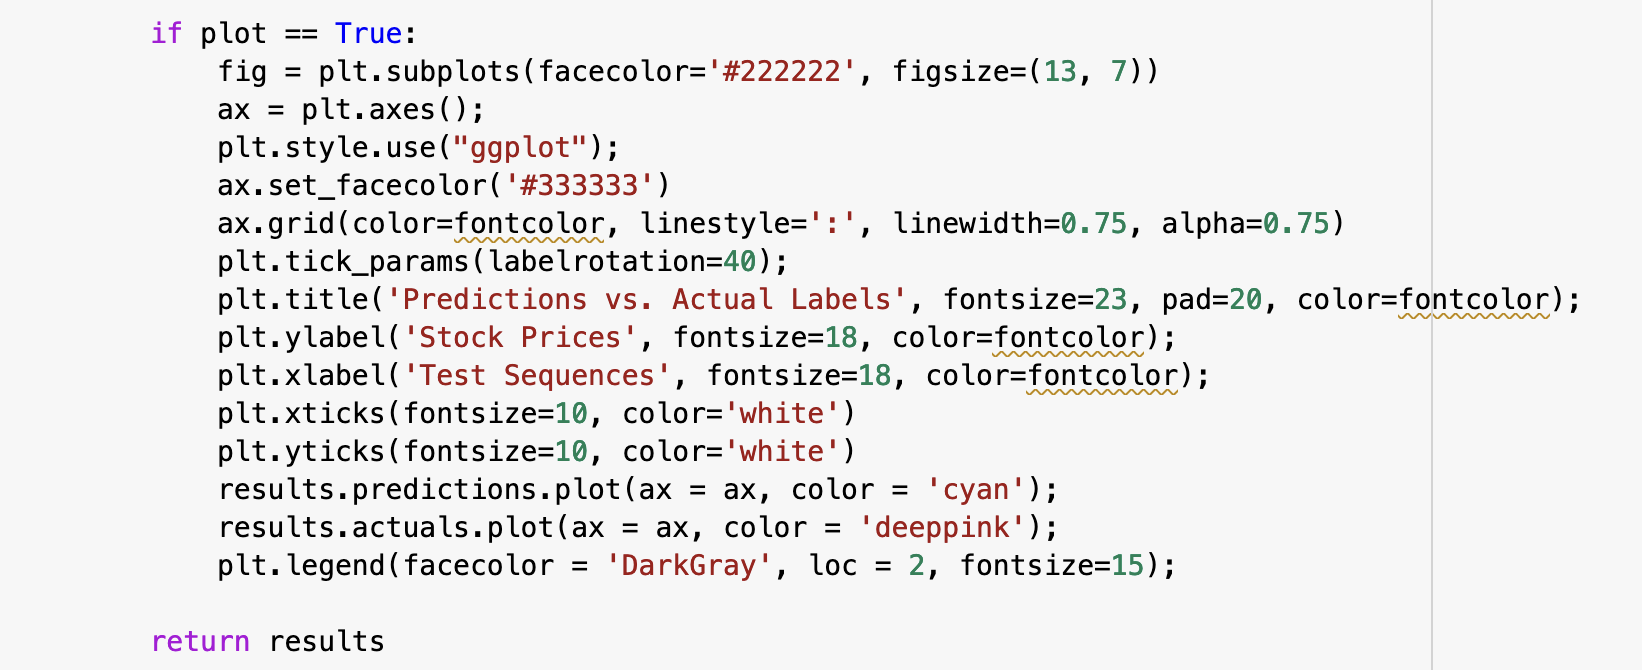 if plot == True:
    fig = plt.subplots(facecolor='#222222', figsize=(13, 7))
    ax = plt.axes();
    plt.style.use("ggplot");
    ax.set_facecolor('#333333')
    ax.grid(color=fontcolor, linestyle=':', linewidth=0.75, alpha=0.75)
    plt.tick_params(labelrotation=40);
    plt.title('Predictions vs. Actual Labels', fontsize=23, pad=20, color=fontcolor);
    plt.ylabel('Stock Prices', fontsize=18, color=fontcolor);
    plt.xlabel('Test Sequences', fontsize=18, color=fontcolor);
    plt.xticks(fontsize=10, color='white')
    plt.yticks(fontsize=10, color='white')
    results.predictions.plot(ax = ax, color = 'cyan');
    results.actuals.plot(ax = ax, color = 'deeppink');
    plt.legend(facecolor = 'DarkGray', loc = 2, fontsize=15);

return results